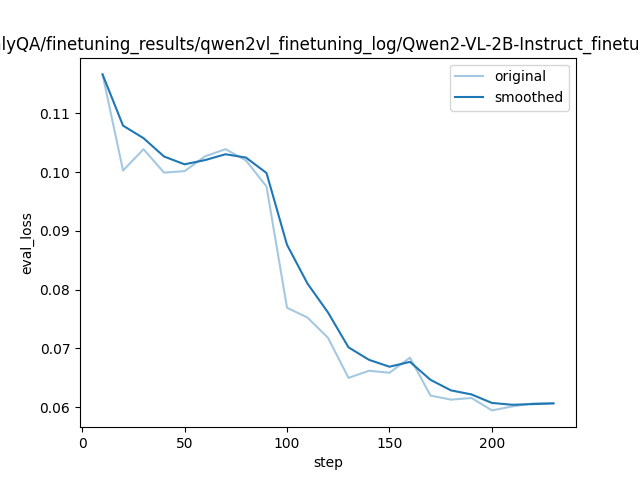 lyQA/finetuning_results/qwen2vl_finetuning_log/Qwen2-VL-2B-Instruct_finetu
original
smoothed
0.11
0.10
0.09
0.08
0.07
0.06
eval_loss
0
50
100
150
200
step